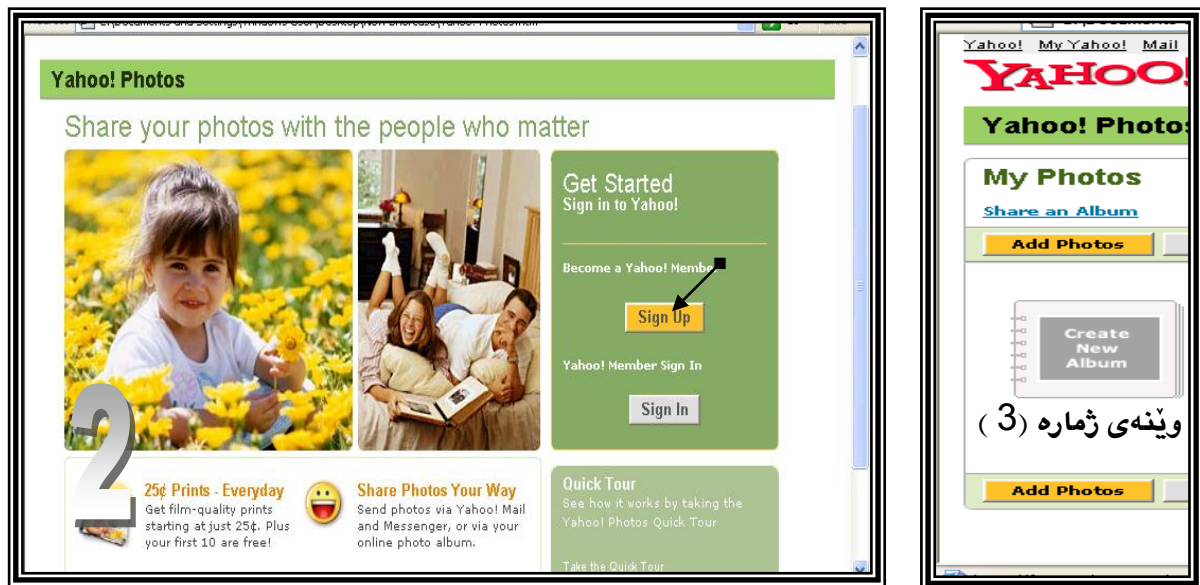 Yahoo! Photos
Share your photos with the people who matter
Get Started
Sign in to Yahoo!
Become a Yahoo! Member
Sign Up
Yahoo! Member Sign In
Sign In
2
25¢ Prints - Everyday
Get film-quality prints
starting at just 25¢. Plus
your first 10 are free!
Share Photos Your Way
Send photos via Yahoo! Mail
and Messenger, or via your
online photo album.
Quick Tour
See how it works by taking the
Yahoo! Photos Quick Tour
Take the Quick Tour
Yahoo! My Yahoo! Mail
YAHOO!
Yahoo! Photos
My Photos
Share an Album
Add Photos
Create
New
Album
وێنەی ژمارە (3 )
Add Photos